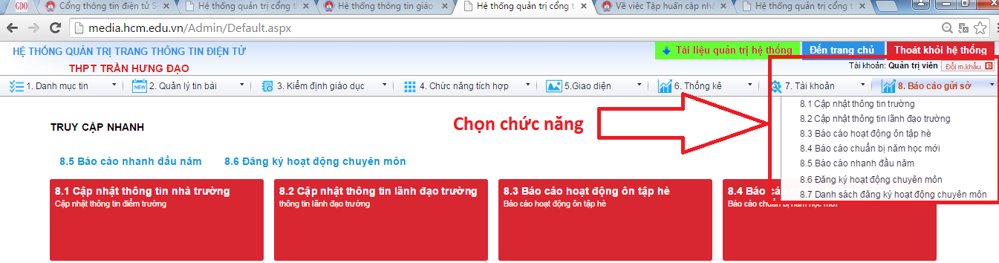 GDO Cổng thông tin điện tử S Hệ thống quản trị cổng t Hệ thống thông tin giáo Hệ thống quản trị cổng t Về việc Tập huấn cập nhậ Hệ thống quản trị cổng t
media.hcm.edu.vn/Admin/Default.aspx
HỆ THỐNG QUẢN TRỊ TRANG THÔNG TIN ĐIỆN TỬ
Tài liệu quản trị hệ thống Đến trang chủ Thoát khỏi hệ thống
THPT TRẦN HƯNG ĐẠO
Tài khoản: Quản trị viên Đổi m.khẩu
1. Danh mục tin NEW 2. Quản lý tin bài 3. Kiểm định giáo dục 4. Chức năng tích hợp 5.Giao diện 6. Thống kê 7. Tài khoản 8. Báo cáo gửi sở
8.1 Cập nhật thông tin trường
8.2 Cập nhật thông tin lãnh đạo trường
8.3 Báo cáo hoạt động ôn tập hè
8.4 Báo cáo chuẩn bị năm học mới
8.5 Báo cáo nhanh đầu năm
8.6 Đăng ký hoạt động chuyên môn
8.7 Danh sách đăng ký hoạt động chuyên môn
Chọn chức năng
TRUY CẬP NHANH
8.5 Báo cáo nhanh đầu năm 8.6 Đăng ký hoạt động chuyên môn
8.1 Cập nhật thông tin nhà trường
Cập nhật thông tin điểm trường
8.2 Cập nhật thông tin lãnh đạo trường
thông tin lãnh đạo trường
8.3 Báo cáo hoạt động ôn tập hè
Báo cáo hoạt động ôn tập hè
8.4 Báo
Báo cáo chuẩn bị năm học mới